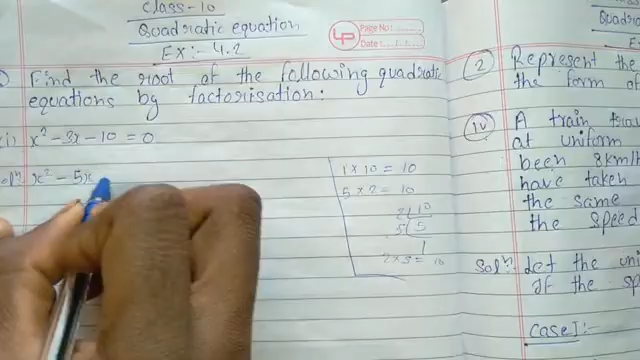 Class-10
Quadratic equation
Ex:- 4.2
Page No:
Date:
Find the root of the following quadratic
equations by factorisation:
(i) x² - 3x - 10 = 0
Solⁿ: x² - 5x
1 × 10 = 10
5 × 2 = 10
2 | 10
5 | 5
1
2 × 5 = 10
(2) Represent the
the form of
(iv) A train trav
at uniform
been 8km/h
have taken
the same
the speed
Solⁿ:- Let the uni
If the sp
Case I:-